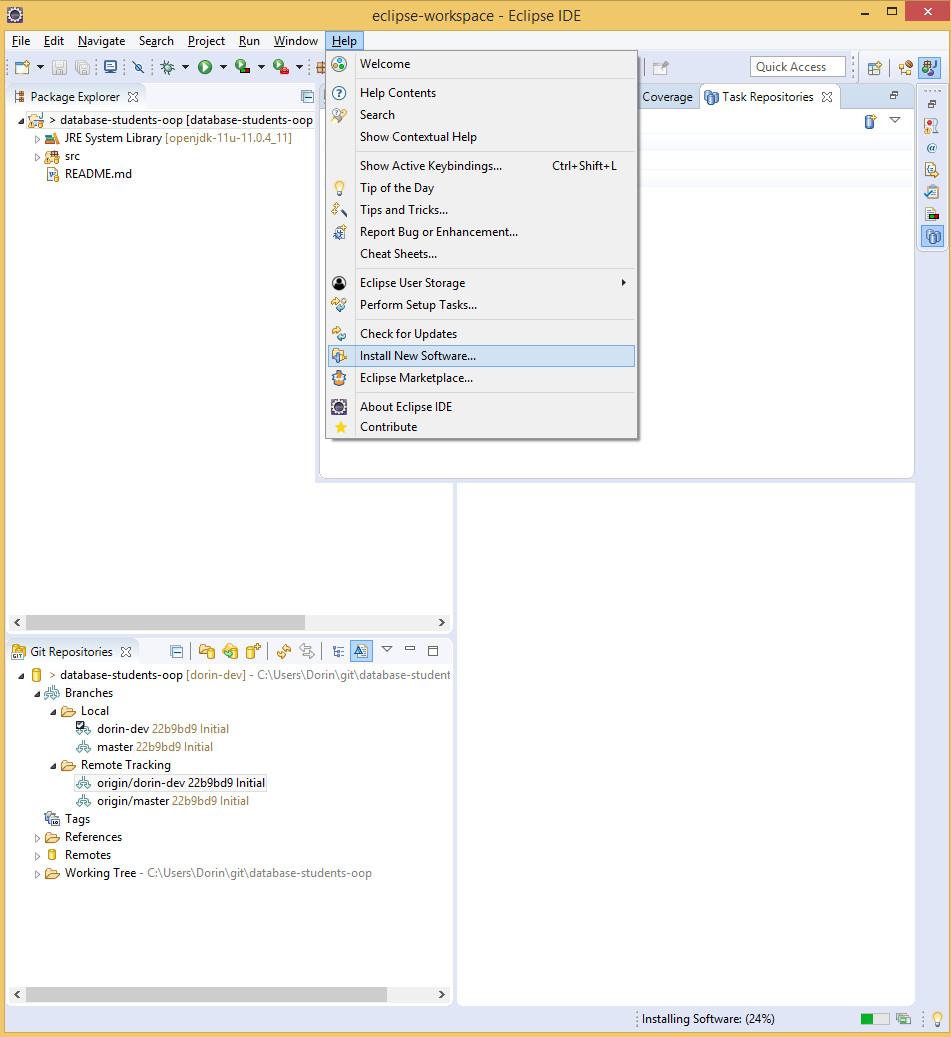 eclipse-workspace - Eclipse IDE
File Edit Navigate Search Project Run Window Help
Quick Access
Package Explorer
> database-students-oop [database-students-oop
JRE System Library [openjdk-11u-11.0.4_11]
src
README.md
Welcome
Help Contents
Search
Show Contextual Help
Show Active Keybindings... Ctrl+Shift+L
Tip of the Day
Tips and Tricks...
Report Bug or Enhancement...
Cheat Sheets...
Eclipse User Storage
Perform Setup Tasks...
Check for Updates
Install New Software...
Eclipse Marketplace...
About Eclipse IDE
Contribute
Coverage Task Repositories
Git Repositories
> database-students-oop [dorin-dev] - C:\Users\Dorin\git\database-student
Branches
Local
dorin-dev 22b9bd9 Initial
master 22b9bd9 Initial
Remote Tracking
origin/dorin-dev 22b9bd9 Initial
origin/master 22b9bd9 Initial
Tags
References
Remotes
Working Tree - C:\Users\Dorin\git\database-students-oop
Installing Software: (24%)